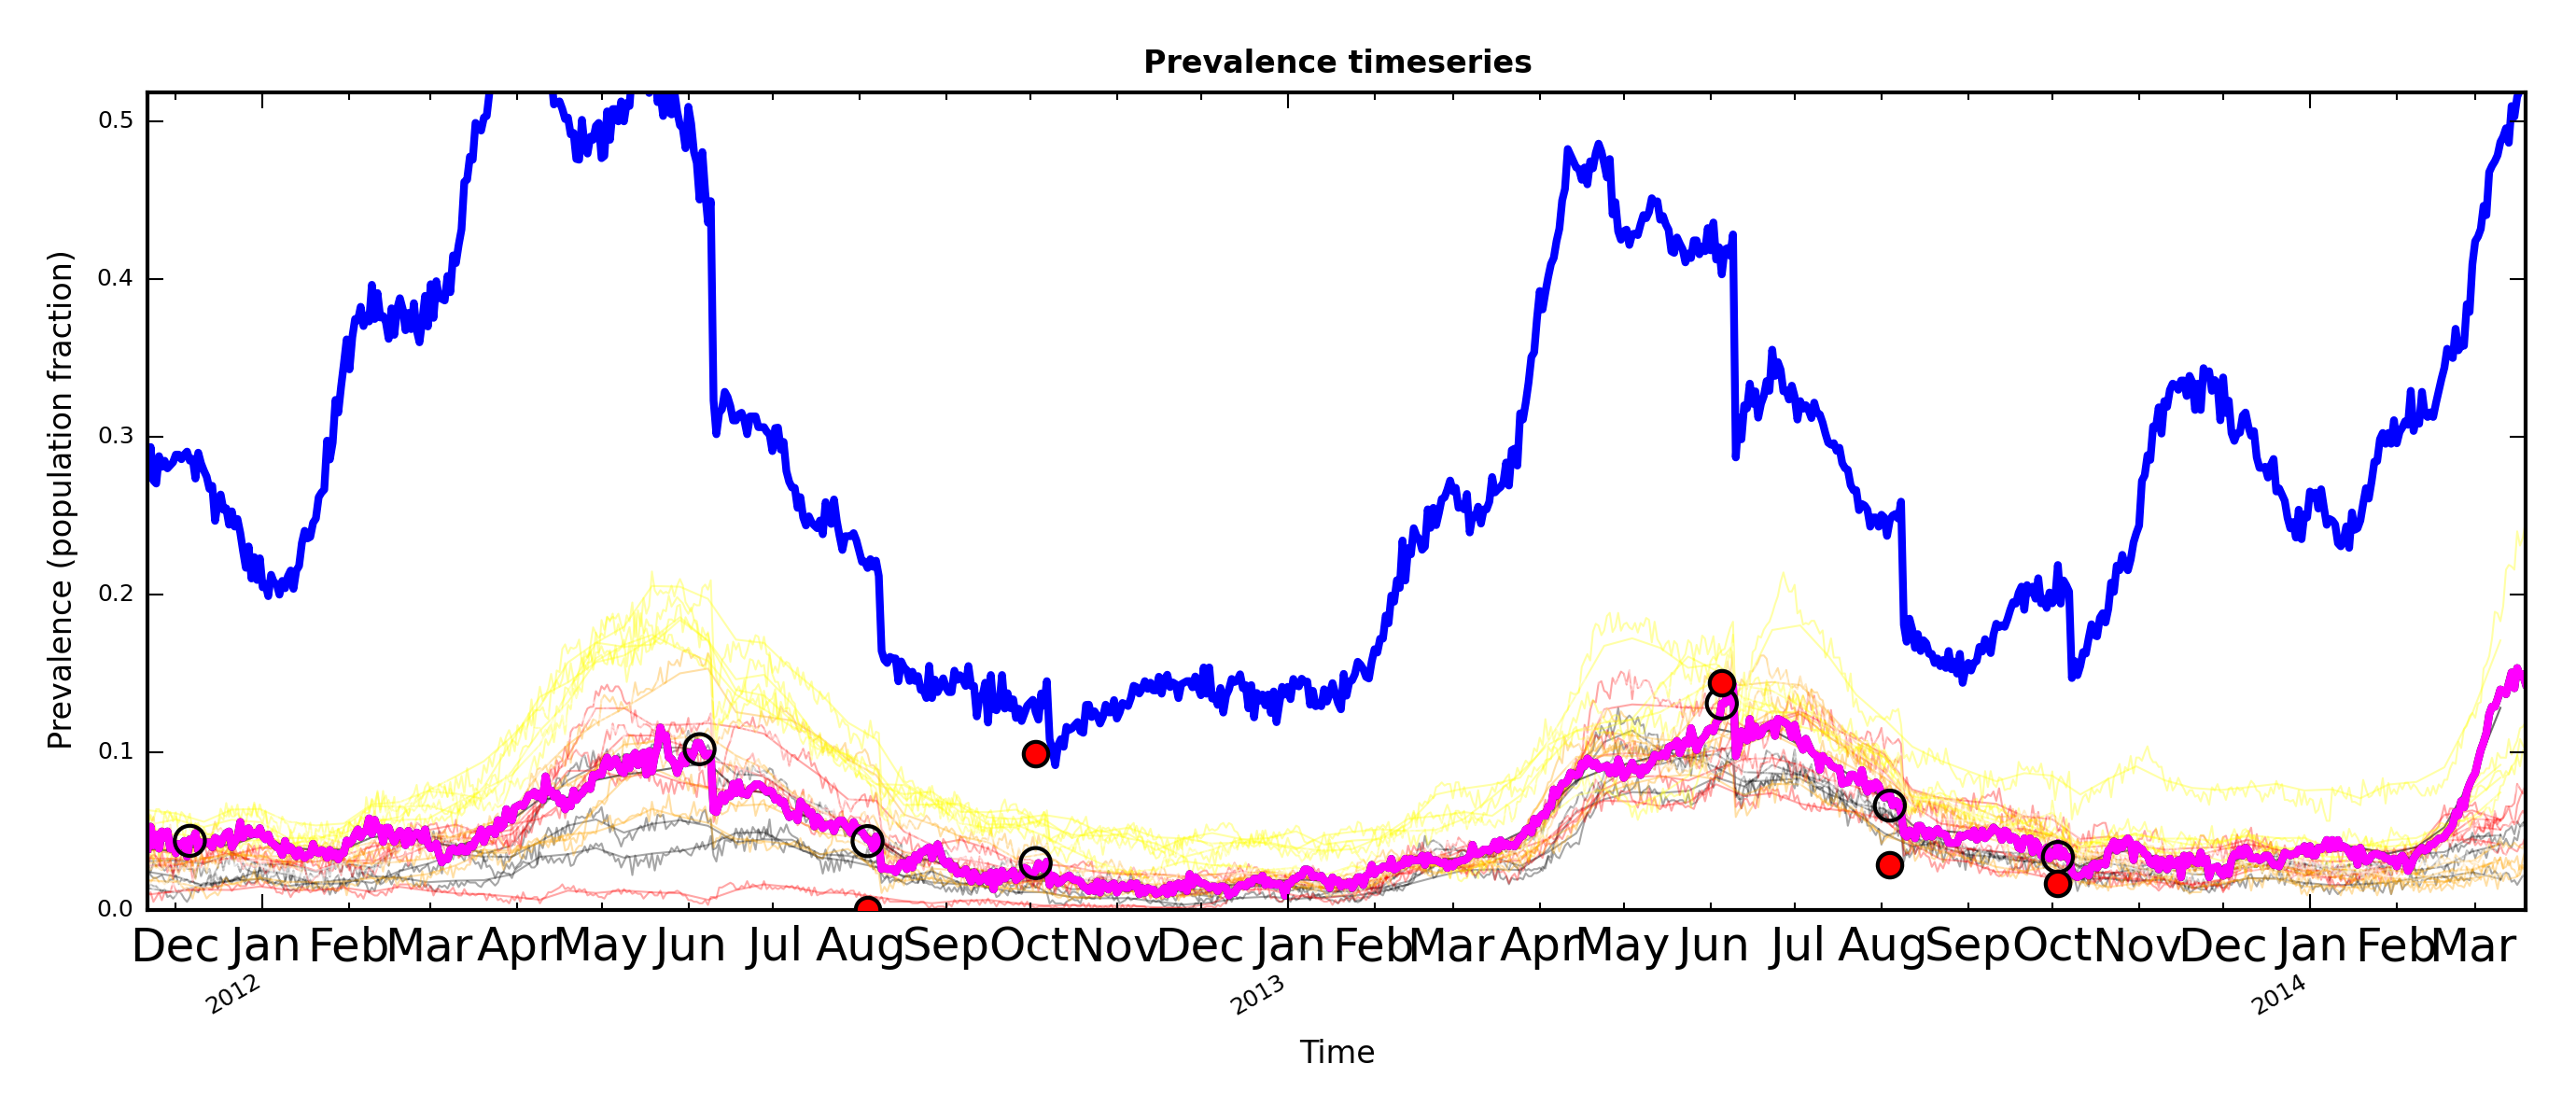 Prevalence timeseries
Prevalence (population fraction)
0.5
0.4
0.3
0.2
0.1
0.0
Dec Jan Feb Mar Apr May Jun Jul Aug Sep Oct Nov Dec Jan Feb Mar Apr May Jun Jul Aug Sep Oct Nov Dec Jan Feb Mar
2012 2013 2014
Time